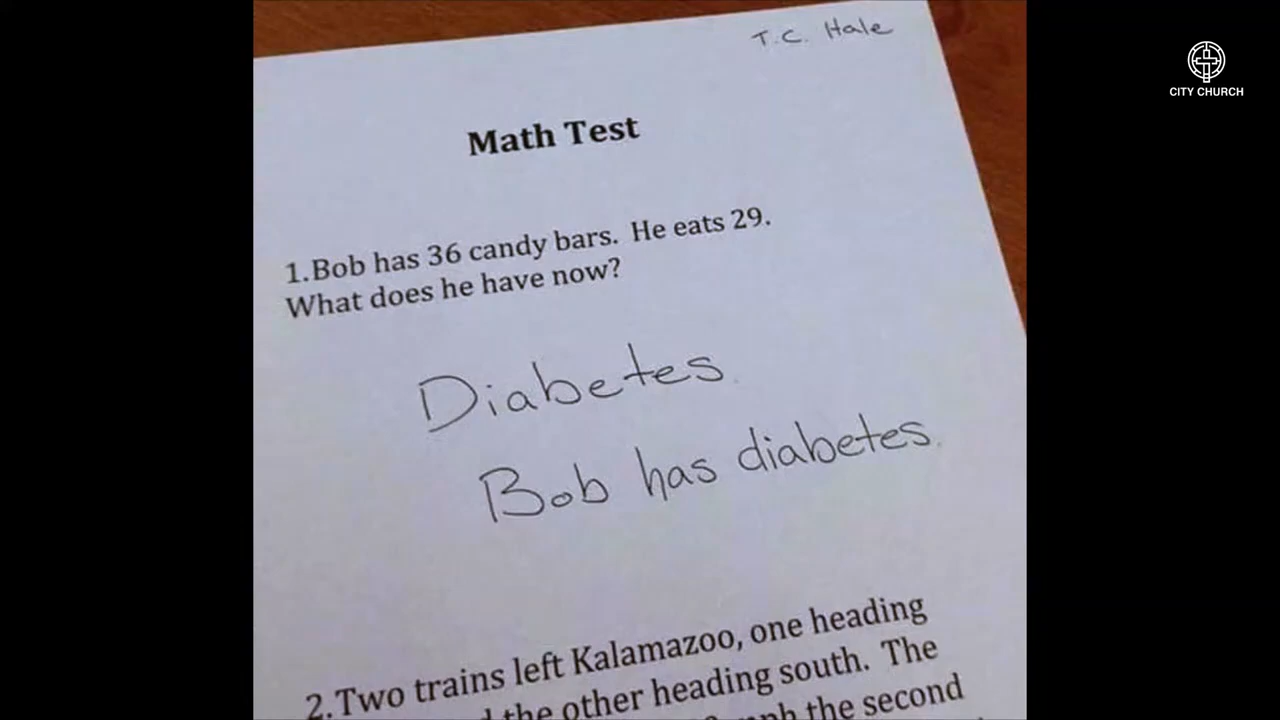 T.C. Hale
CITY CHURCH
Math Test
1.Bob has 36 candy bars. He eats 29.
What does he have now?
Diabetes.
Bob has diabetes.
2.Two trains left Kalamazoo, one heading
the other heading south. The
the second